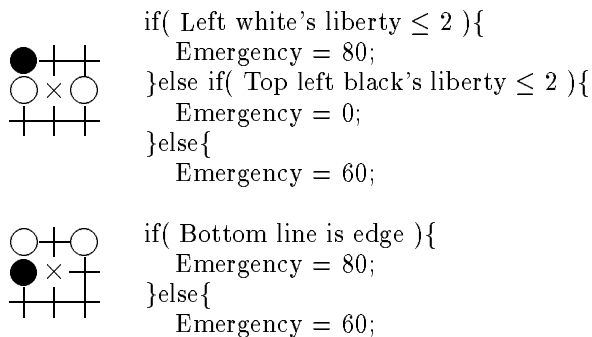 if( Left white's liberty ≤ 2 ){
Emergency = 80;
}else if( Top left black's liberty ≤ 2 ){
Emergency = 0;
}else{
Emergency = 60;
if( Bottom line is edge ){
Emergency = 80;
}else{
Emergency = 60;